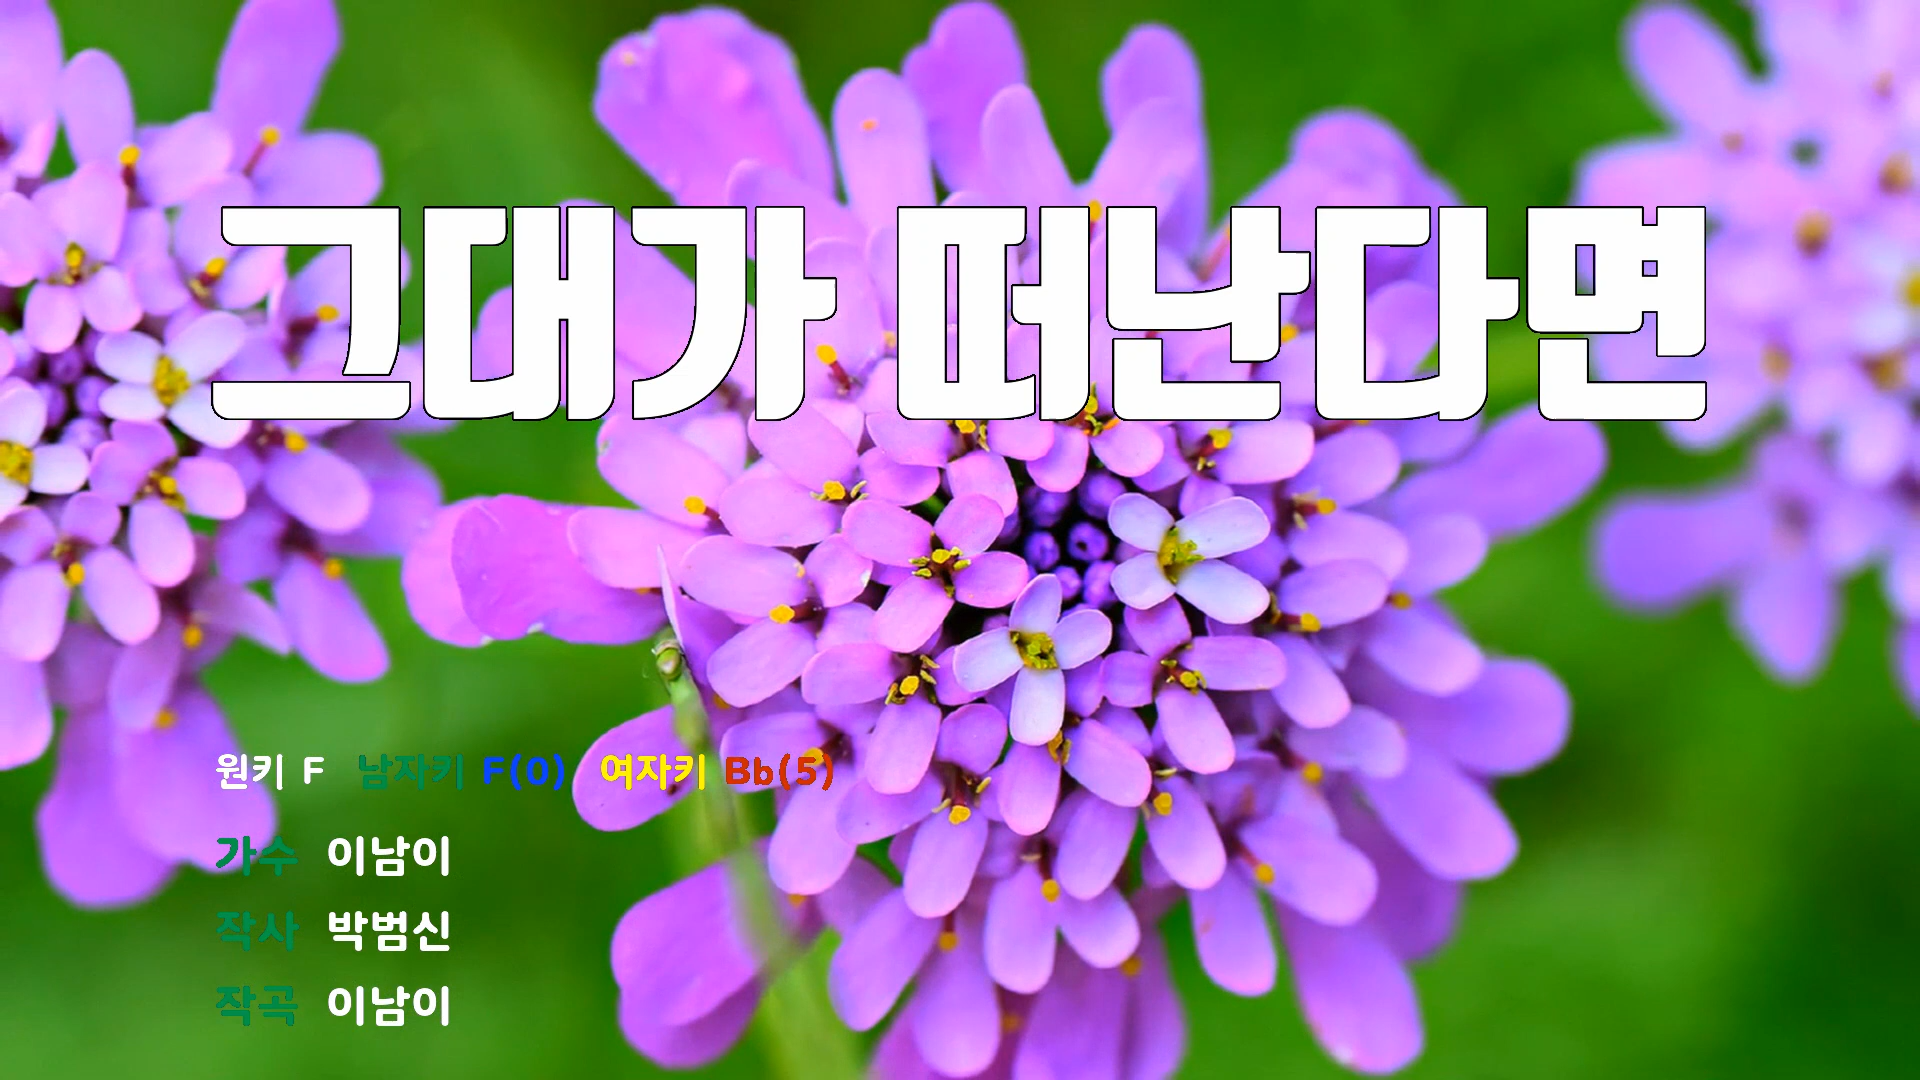 그대가 떠난다면
원키 F 남자키 F(0) 여자키 Bb(5)
가수 이남이
작사 박범신
작곡 이남이